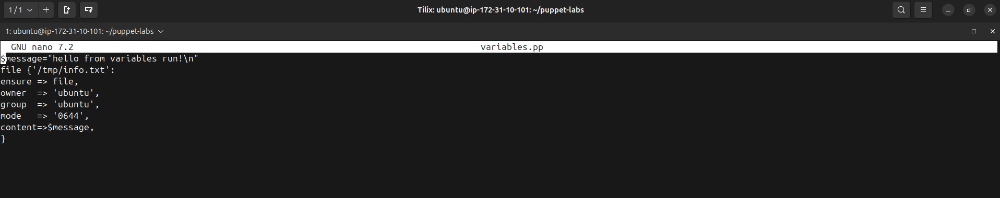 1 / 1
Tilix: ubuntu@ip-172-31-10-101: ~/puppet-labs
1: ubuntu@ip-172-31-10-101: ~/puppet-labs
GNU nano 7.2 variables.pp
$message="hello from variables run!\n"
file {'/tmp/info.txt':
ensure => file,
owner  => 'ubuntu',
group  => 'ubuntu',
mode   => '0644',
content=>$message,
}